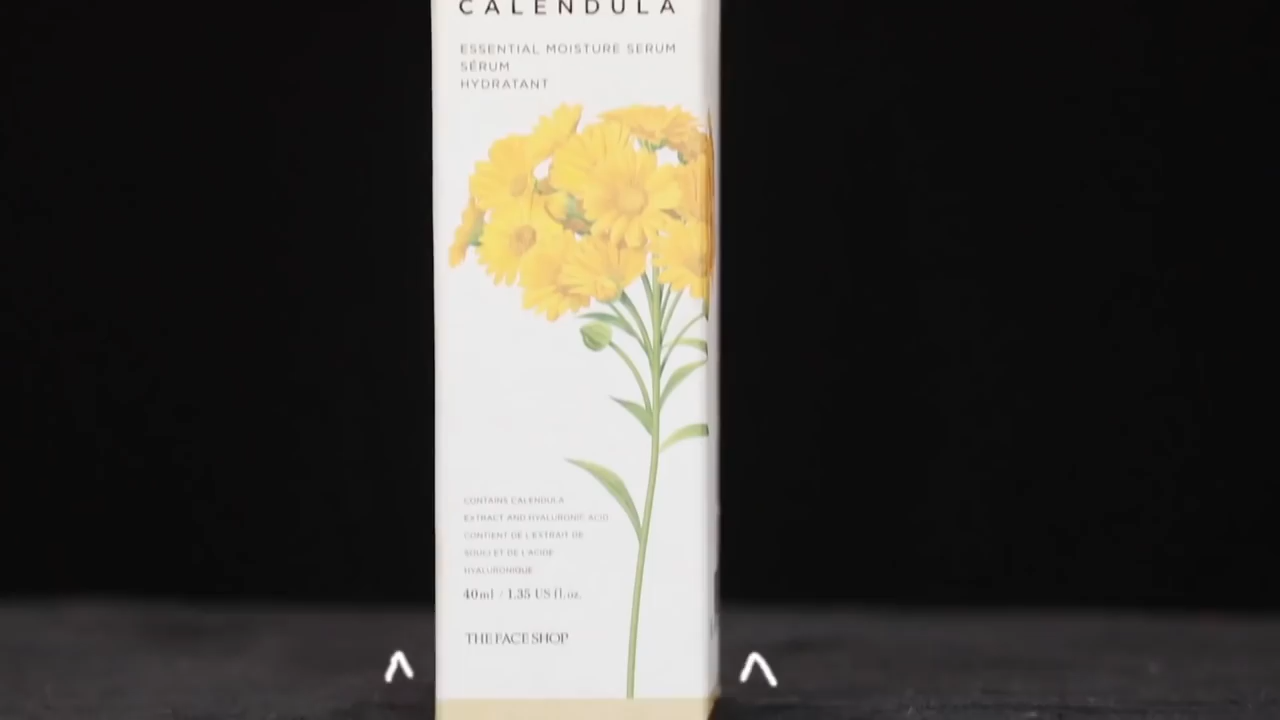 CALENDULA
ESSENTIAL MOISTURE SERUM
SÉRUM
HYDRATANT
CONTAINS CALENDULA
EXTRACT AND HYALURONIC ACID
CONTIENT DE L'EXTRAIT DE
SOUCI ET DE L'ACIDE
HYALURONIQUE
40ml / 1.35 US fl.oz.
THE FACE SHOP